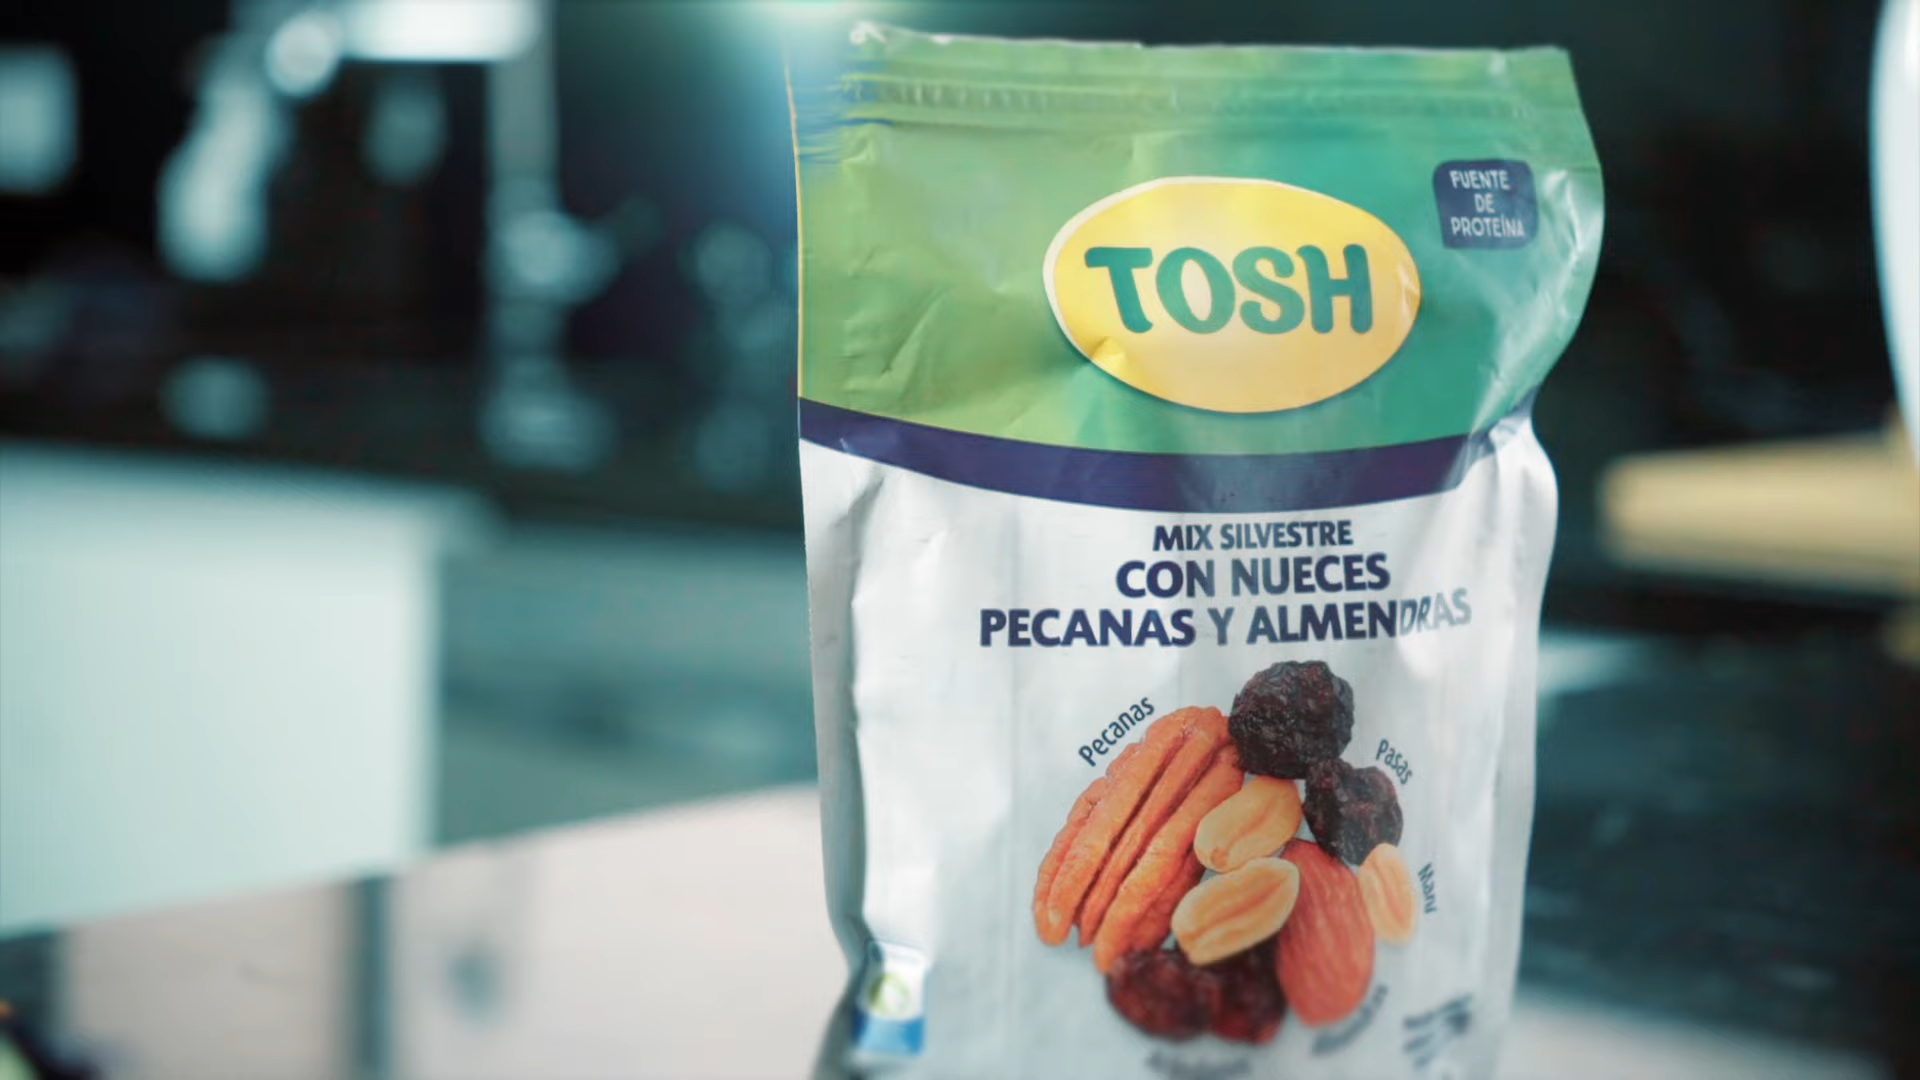 TOSH
FUENTE
DE
PROTEÍNA
MIX SILVESTRE
CON NUECES
PECANAS Y ALMENDRAS
Pecanas
Pasas
Maní